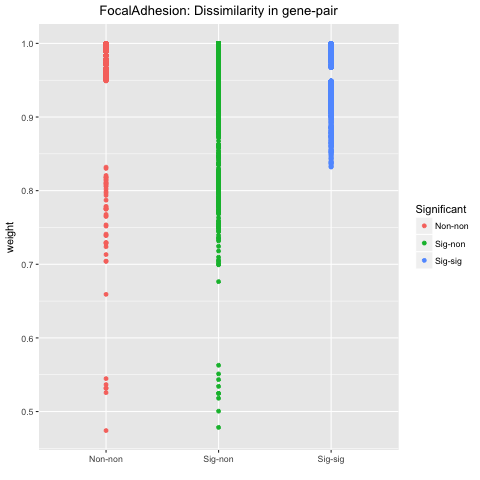 FocalAdhesion: Dissimilarity in gene-pair
1.0
0.9
0.8
0.7
0.6
0.5
weight
Non-non
Sig-non
Sig-sig
Significant
Non-non
Sig-non
Sig-sig